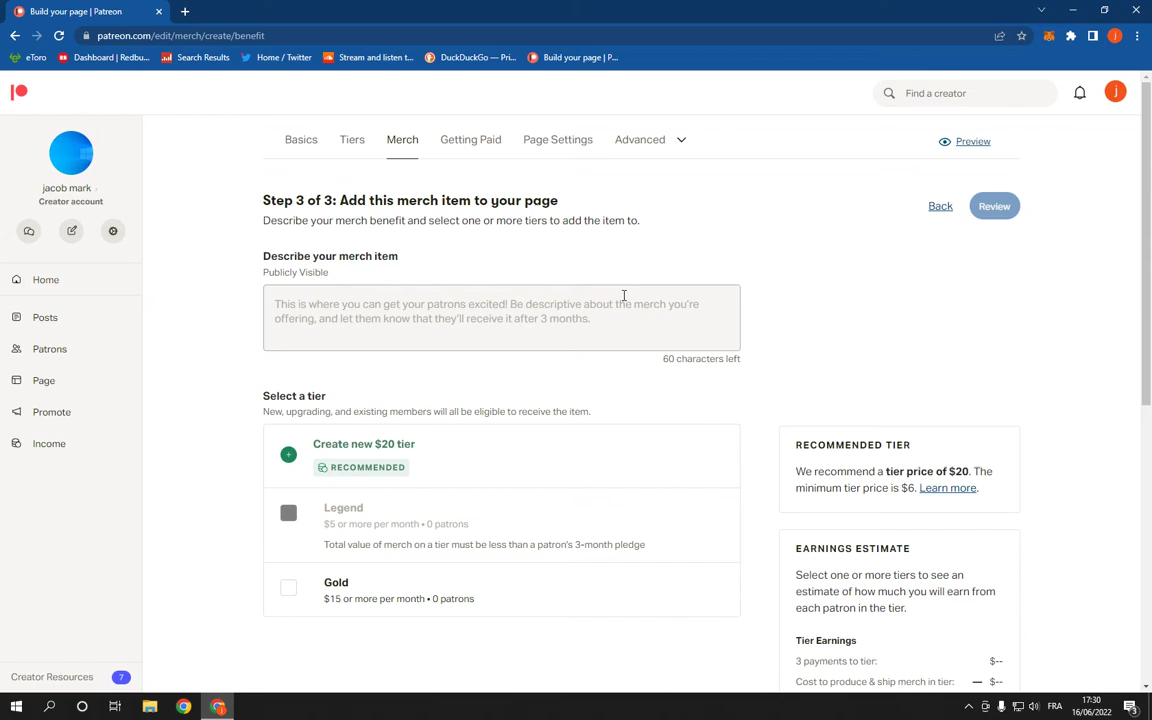 Build your page | Patreon
patreon.com/edit/merch/create/benefit
eToro
Dashboard | Redbu...
Search Results
Home / Twitter
Stream and listen t...
DuckDuckGo — Pri...
Build your page | P...
Find a creator
j
jacob mark
Creator account
Home
Posts
Patrons
Page
Promote
Income
Creator Resources 7
Basics Tiers Merch Getting Paid Page Settings Advanced
Preview
Step 3 of 3: Add this merch item to your page
Describe your merch benefit and select one or more tiers to add the item to.
Back
Review
Describe your merch item
Publicly Visible
This is where you can get your patrons excited! Be descriptive about the merch you're
offering, and let them know that they'll receive it after 3 months.
60 characters left
Select a tier
New, upgrading, and existing members will all be eligible to receive the item.
Create new $20 tier
RECOMMENDED
Legend
$5 or more per month • 0 patrons
Total value of merch on a tier must be less than a patron's 3-month pledge
Gold
$15 or more per month • 0 patrons
RECOMMENDED TIER
We recommend a tier price of $20. The
minimum tier price is $6. Learn more.
EARNINGS ESTIMATE
Select one or more tiers to see an
estimate of how much you will earn from
each patron in the tier.
Tier Earnings
3 payments to tier: $--
Cost to produce & ship merch in tier: — $--
FRA
17:30
16/06/2022
3